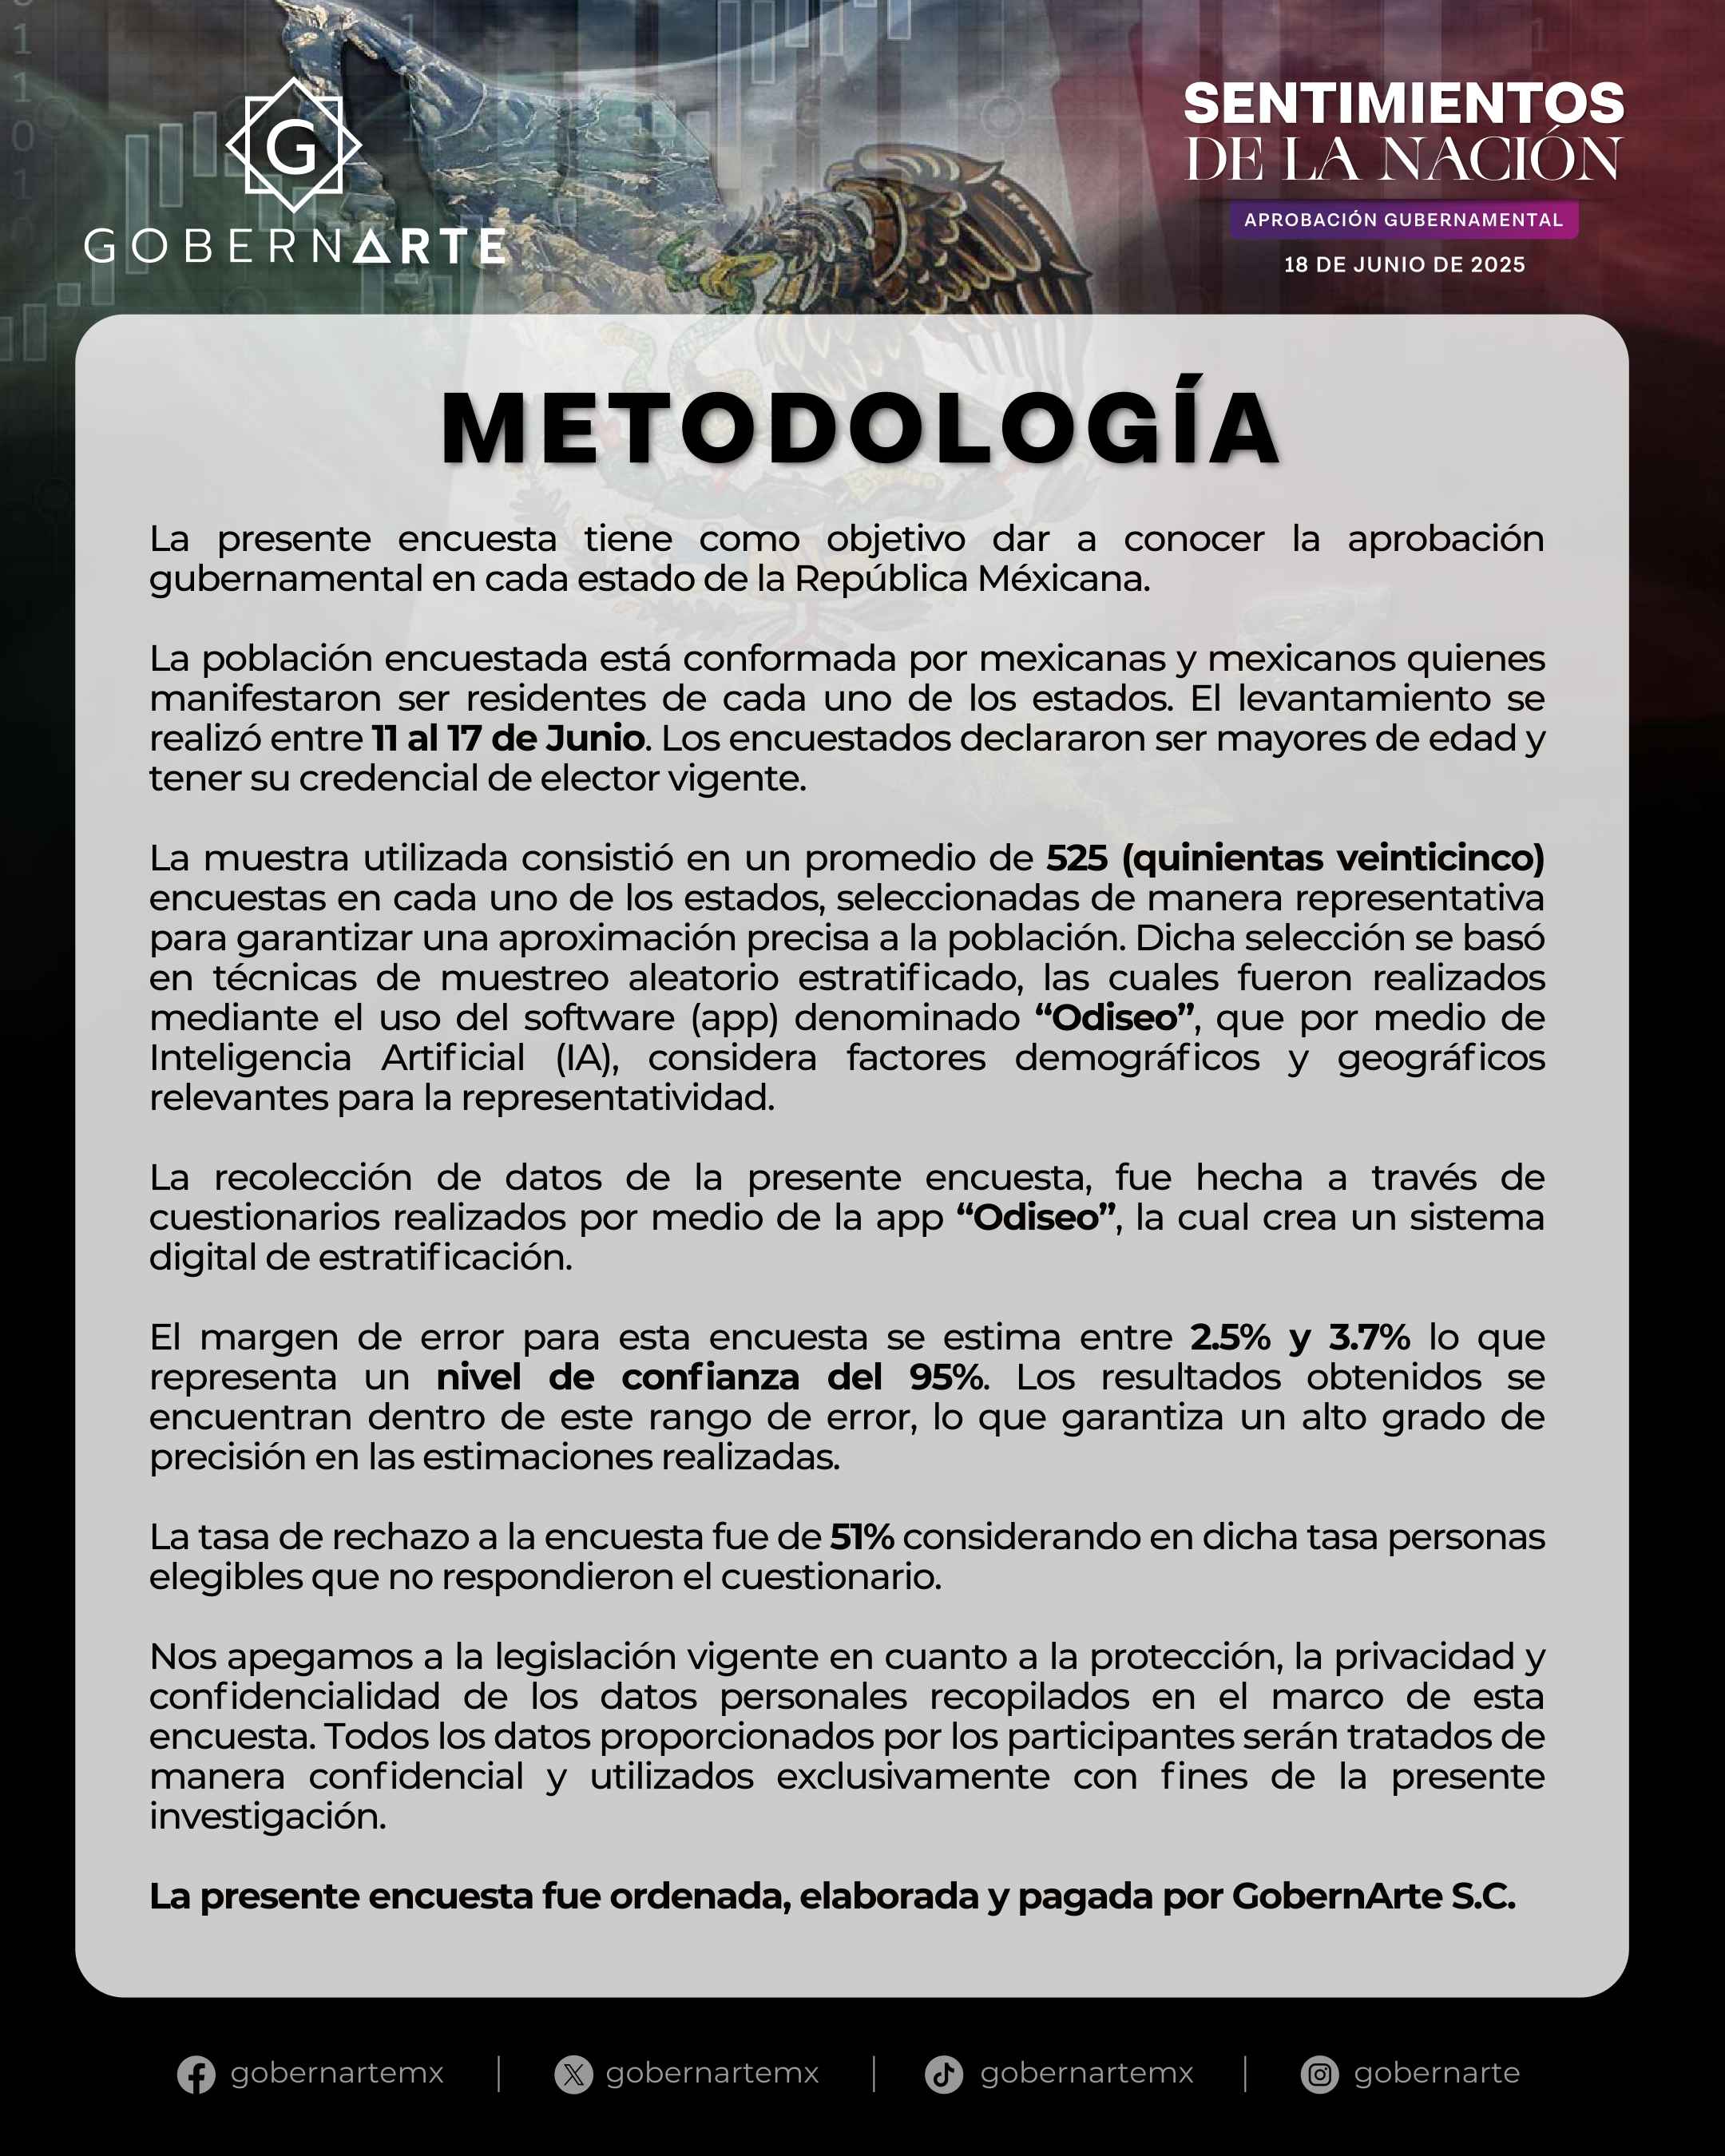 G
GOBERNARTE
SENTIMIENTOS
DE LA NACIÓN
APROBACIÓN GUBERNAMENTAL
18 DE JUNIO DE 2025
METODOLOGÍA
La presente encuesta tiene como objetivo dar a conocer la aprobación
gubernamental en cada estado de la República Méxicana.
La población encuestada está conformada por mexicanas y mexicanos quienes
manifestaron ser residentes de cada uno de los estados. El levantamiento se
realizó entre 11 al 17 de Junio. Los encuestados declararon ser mayores de edad y
tener su credencial de elector vigente.
La muestra utilizada consistió en un promedio de 525 (quinientas veinticinco)
encuestas en cada uno de los estados, seleccionadas de manera representativa
para garantizar una aproximación precisa a la población. Dicha selección se basó
en técnicas de muestreo aleatorio estratificado, las cuales fueron realizados
mediante el uso del software (app) denominado “Odiseo”, que por medio de
Inteligencia Artificial (IA), considera factores demográficos y geográficos
relevantes para la representatividad.
La recolección de datos de la presente encuesta, fue hecha a través de
cuestionarios realizados por medio de la app “Odiseo”, la cual crea un sistema
digital de estratificación.
El margen de error para esta encuesta se estima entre 2.5% y 3.7% lo que
representa un nivel de confianza del 95%. Los resultados obtenidos se
encuentran dentro de este rango de error, lo que garantiza un alto grado de
precisión en las estimaciones realizadas.
La tasa de rechazo a la encuesta fue de 51% considerando en dicha tasa personas
elegibles que no respondieron el cuestionario.
Nos apegamos a la legislación vigente en cuanto a la protección, la privacidad y
confidencialidad de los datos personales recopilados en el marco de esta
encuesta. Todos los datos proporcionados por los participantes serán tratados de
manera confidencial y utilizados exclusivamente con fines de la presente
investigación.
La presente encuesta fue ordenada, elaborada y pagada por GobernArte S.C.
gobernartemx | gobernartemx | gobernartemx | gobernarte